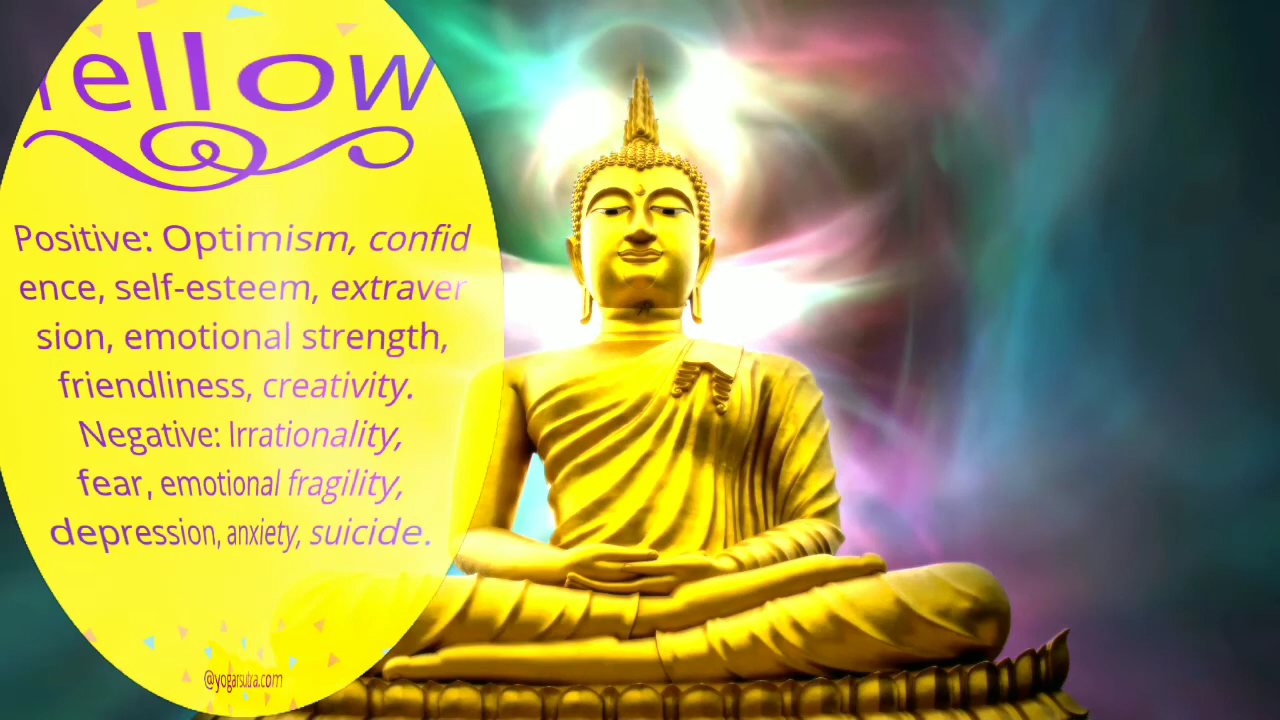 Yellow
Positive: Optimism, confid
ence, self-esteem, extraver
sion, emotional strength,
friendliness, creativity.
Negative: Irrationality,
fear, emotional fragility,
depression, anxiety, suicide.
@yogarsutra.com